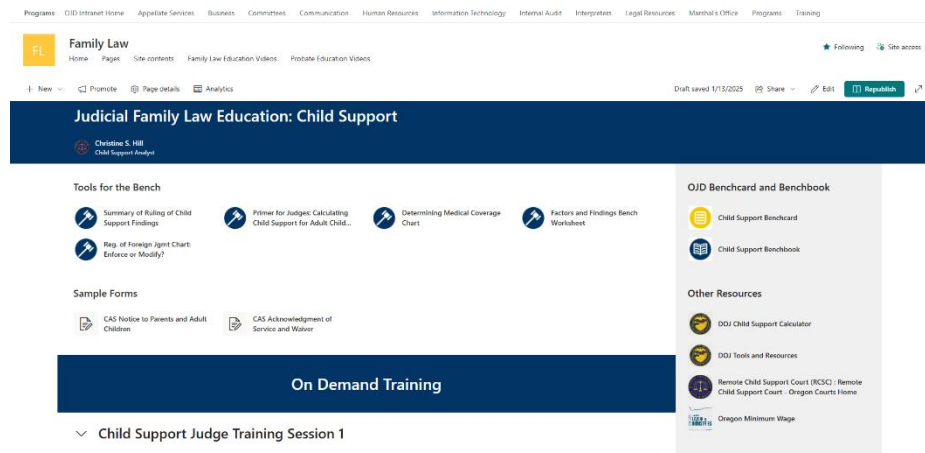 Programs OJD Intranet Home Appellate Services Business Committees Communication Human Resources Information Technology Internal Audit Interpreters Legal Resources Marshal's Office Programs Training
FL
Family Law
Home Pages Site contents Family Law Education Videos Probate Education Videos
Following Site access
+ New Promote Page details Analytics
Draft saved 1/13/2025 Share Edit Republish
Judicial Family Law Education: Child Support
Christine S. Hill
Child Support Analyst
Tools for the Bench
Summary of Ruling of Child
Support Findings
Primer for Judges: Calculating
Child Support for Adult Child...
Determining Medical Coverage
Chart
Factors and Findings Bench
Worksheet
Reg. of Foreign Jgmt Chart:
Enforce or Modify?
Sample Forms
CAS Notice to Parents and Adult
Children
CAS Acknowledgment of
Service and Waiver
On Demand Training
Child Support Judge Training Session 1
OJD Benchcard and Benchbook
Child Support Benchcard
Child Support Benchbook
Other Resources
DOJ Child Support Calculator
DOJ Tools and Resources
Remote Child Support Court (RCSC) : Remote
Child Support Court - Oregon Courts Home
Oregon Minimum Wage